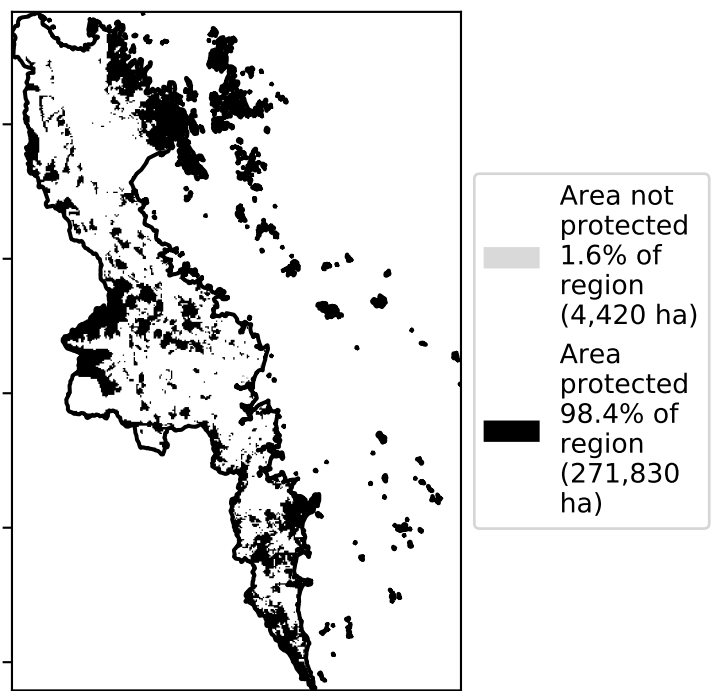 Area not
protected
1.6% of
region
(4,420 ha)
Area
protected
98.4% of
region
(271,830
ha)